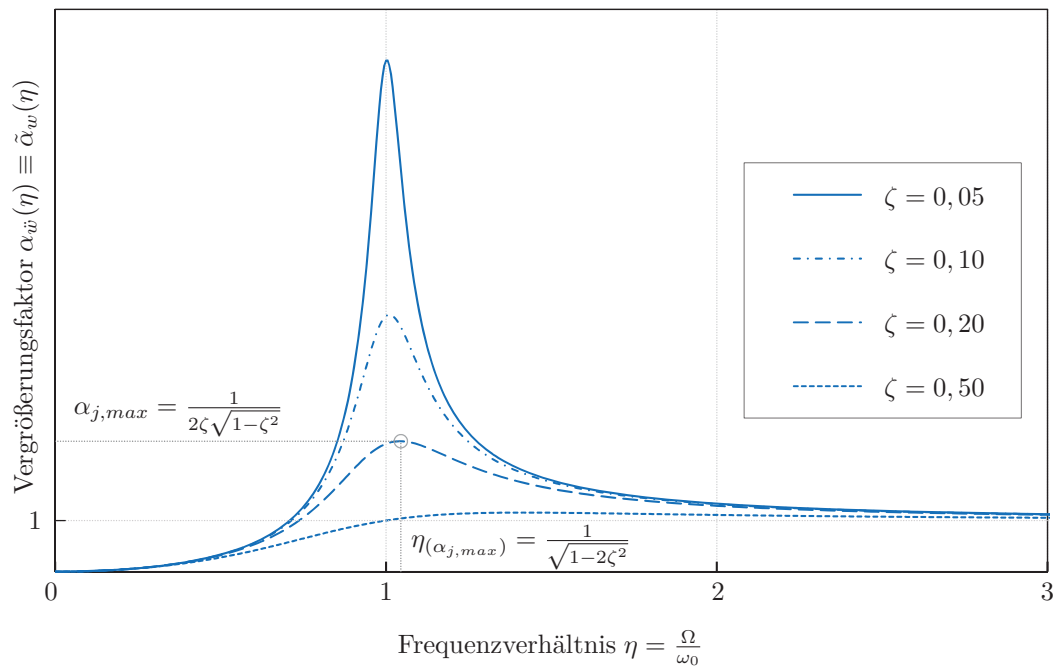 Vergrößerungsfaktor α_ẅ(η) ≡ α̃_w(η)
ζ = 0,05
ζ = 0,10
ζ = 0,20
ζ = 0,50
α_{j,max} = 1/(2ζ√(1−ζ²))
1
η_{(α_{j,max})} = 1/√(1−2ζ²)
0 1 2 3
Frequenzverhältnis η = Ω/ω₀